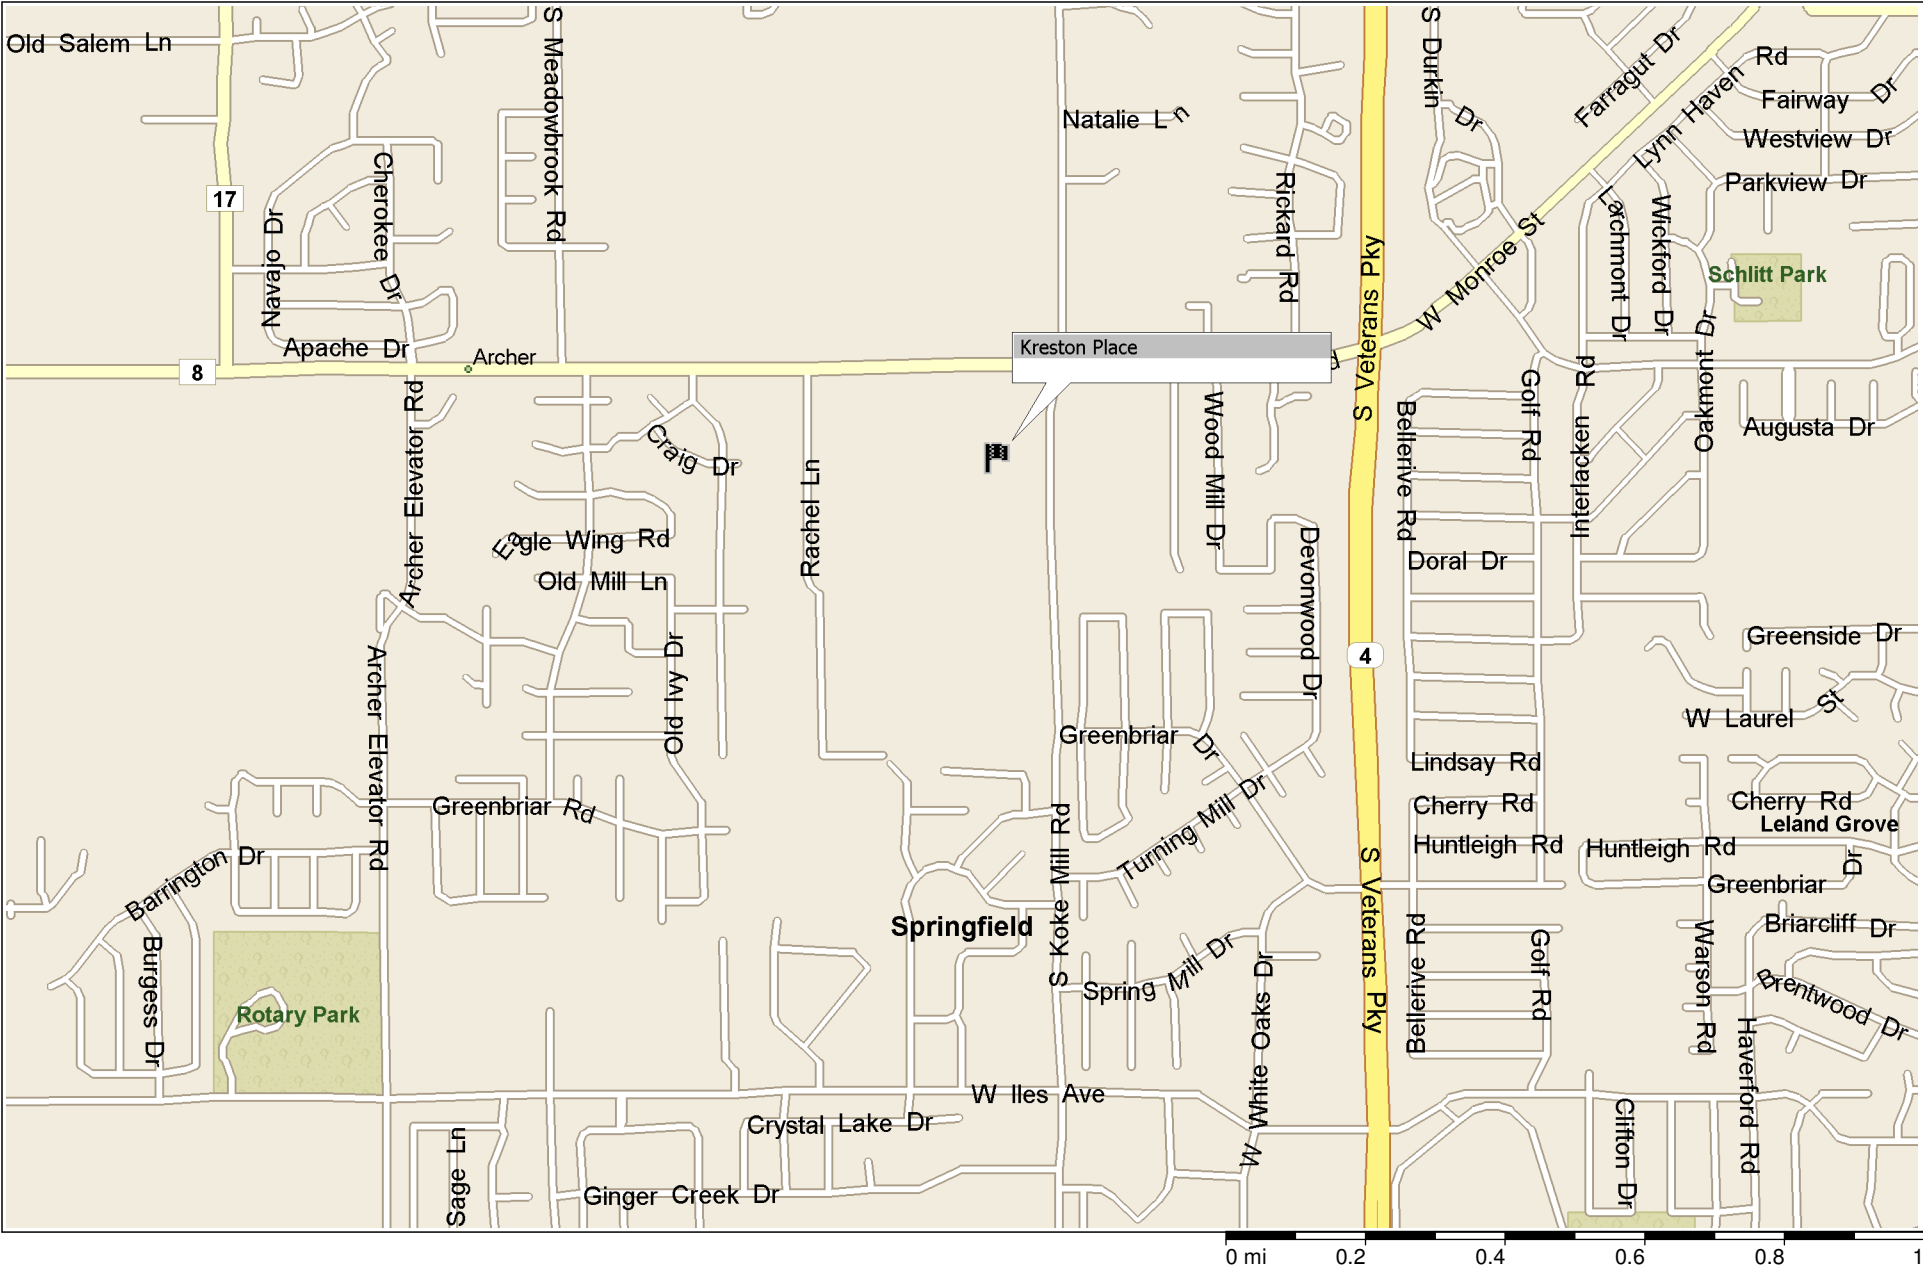 Old Salem Ln
S Meadowbrook Rd
S Durkin Dr
Farragut Dr
Lynn Haven Rd
Fairway Dr
Westview Dr
Parkview Dr
Natalie Ln
Cherokee Dr
17
Navajo Dr
Rickard Rd
S Veterans Pky
W Monroe St
Larchmont Dr
Wickford Dr
Schlitt Park
Oakmount Dr
Apache Dr
Archer
8
Kreston Place
Archer Elevator Rd
Craig Dr
Rachel Ln
Wood Mill Dr
Bellerive Rd
Golf Rd
Interlacken Rd
Augusta Dr
Eagle Wing Rd
Old Mill Ln
Devonwood Dr
Doral Dr
Greenside Dr
4
Archer Elevator Rd
Old Ivy Dr
W Laurel St
Greenbriar Dr
Lindsay Rd
Turning Mill Dr
Cherry Rd
Cherry Rd
Leland Grove
Greenbriar Rd
Huntleigh Rd
Huntleigh Rd
Barrington Dr
S Koke Mill Rd
S Veterans Pky
Greenbriar Dr
Springfield
Briarcliff Dr
Burgess Dr
Spring Mill Dr
W White Oaks Dr
Bellerive Rd
Golf Rd
Warson Rd
Brentwood Dr
Rotary Park
Haverford Rd
W Iles Ave
Crystal Lake Dr
Clifton Dr
Sage Ln
Ginger Creek Dr
0 mi 0.2 0.4 0.6 0.8 1